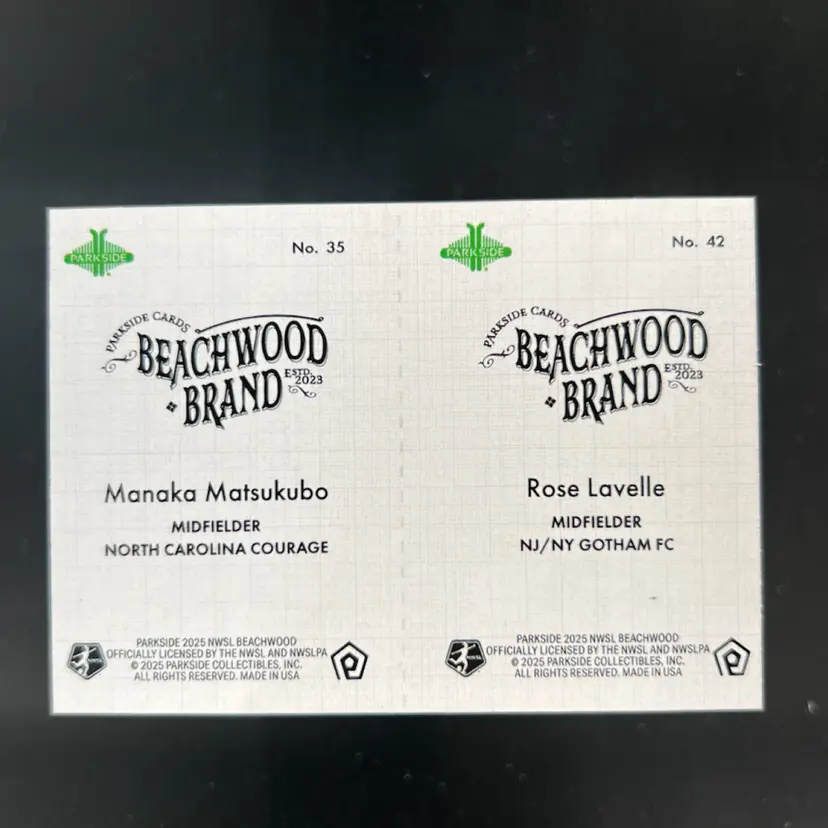 PARKSIDE
No. 35
PARKSIDE CARDS
BEACHWOOD
BRAND
ESTD.
2023
Manaka Matsukubo
MIDFIELDER
NORTH CAROLINA COURAGE
PARKSIDE 2025 NWSL BEACHWOOD
OFFICIALLY LICENSED BY THE NWSL AND NWSLPA
© 2025 PARKSIDE COLLECTIBLES, INC.
ALL RIGHTS RESERVED. MADE IN USA
NWSL
P
PARKSIDE
No. 42
PARKSIDE CARDS
BEACHWOOD
BRAND
ESTD.
2023
Rose Lavelle
MIDFIELDER
NJ/NY GOTHAM FC
PARKSIDE 2025 NWSL BEACHWOOD
OFFICIALLY LICENSED BY THE NWSL AND NWSLPA
© 2025 PARKSIDE COLLECTIBLES, INC.
ALL RIGHTS RESERVED. MADE IN USA
NWSL
P